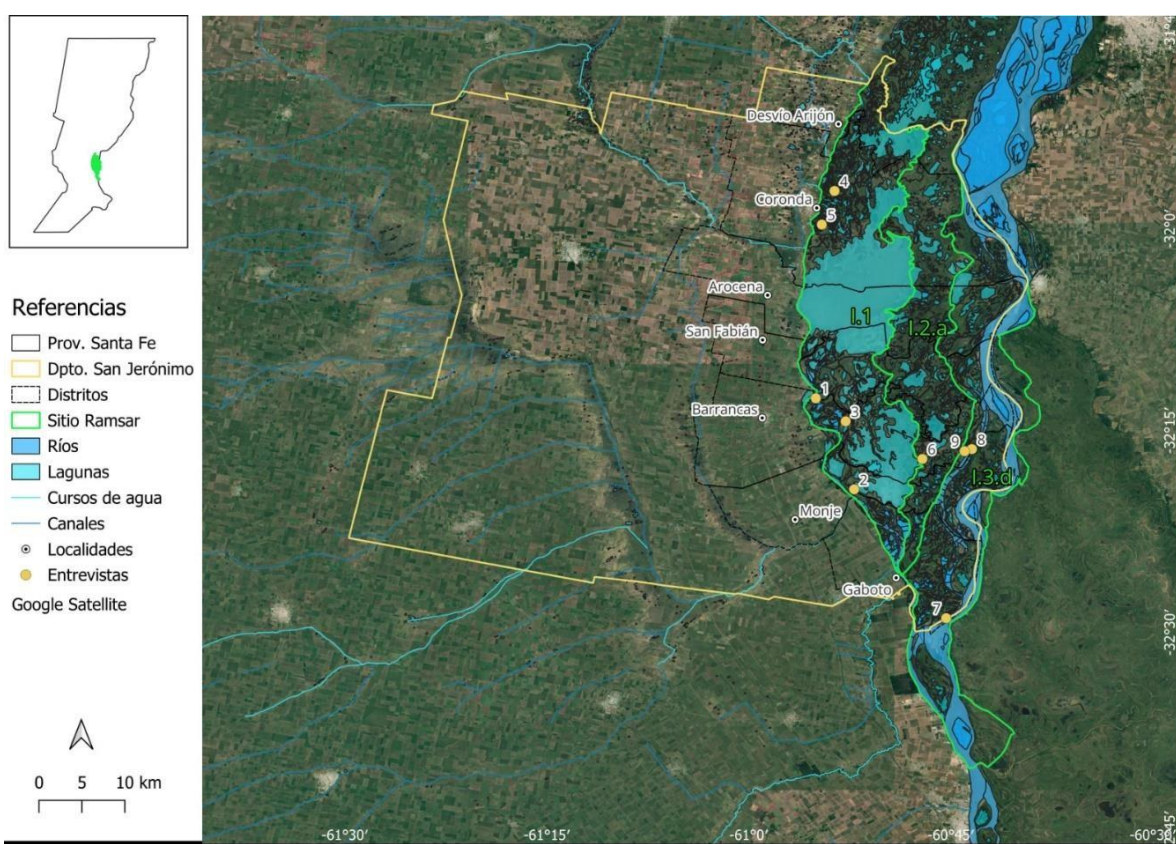 Referencias
Prov. Santa Fe
Dpto. San Jerónimo
Distritos
Sitio Ramsar
Ríos
Lagunas
Cursos de agua
Canales
Localidades
Entrevistas
Google Satellite
0 5 10 km
Desvío Arijón
4
Coronda
5
Arocena
I.1
I.2.a
San Fabián
1
Barrancas
3
9
8
6
I.3.d
2
Monje
Gaboto
7
-32°0'
-32°15'
-32°30'
-61°30'
-61°15'
-61°0'
-60°45'